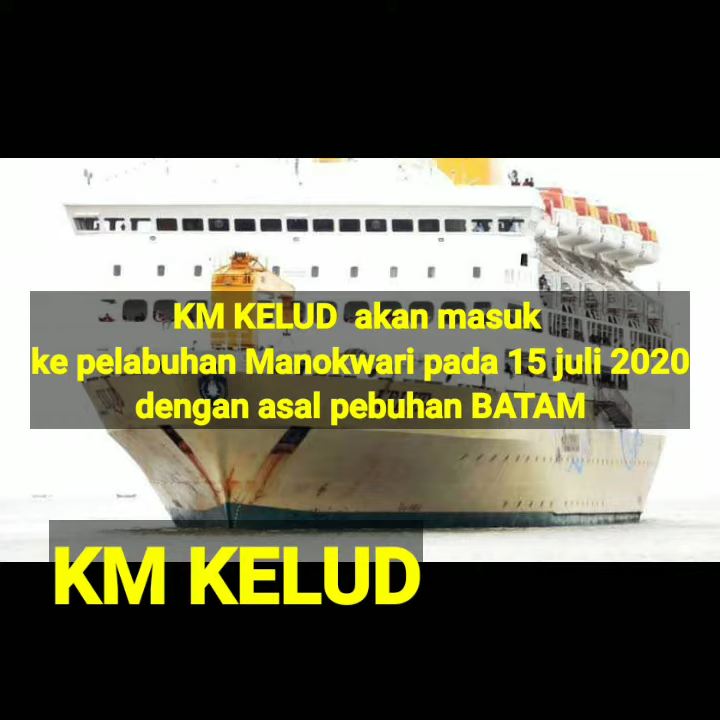 KM KELUD akan masuk
ke pelabuhan Manokwari pada 15 juli 2020
dengan asal pebuhan BATAM
KM KELUD